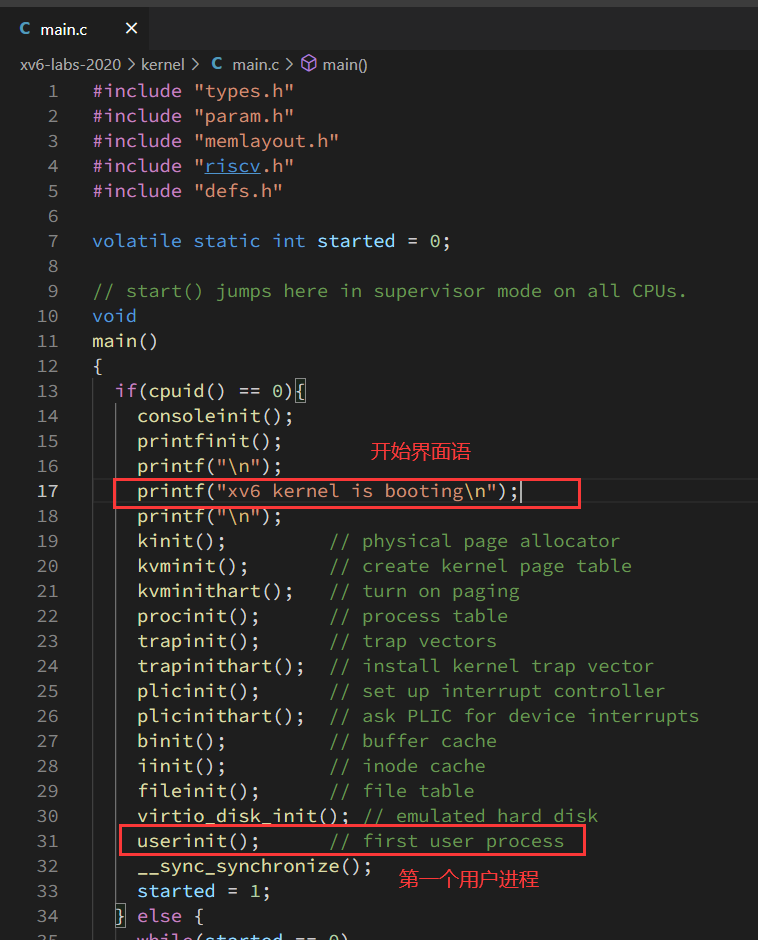 C main.c ×
xv6-labs-2020 > kernel > C main.c > main()
1 #include "types.h"
2 #include "param.h"
3 #include "memlayout.h"
4 #include "riscv.h"
5 #include "defs.h"
6
7 volatile static int started = 0;
8
9 // start() jumps here in supervisor mode on all CPUs.
10 void
11 main()
12 {
13 if(cpuid() == 0){
14 consoleinit();
15 printfinit();
开始界面语
16 printf("\n");
17 printf("xv6 kernel is booting\n");
18 printf("\n");
19 kinit(); // physical page allocator
20 kvminit(); // create kernel page table
21 kvminithart(); // turn on paging
22 procinit(); // process table
23 trapinit(); // trap vectors
24 trapinithart(); // install kernel trap vector
25 plicinit(); // set up interrupt controller
26 plicinithart(); // ask PLIC for device interrupts
27 binit(); // buffer cache
28 iinit(); // inode cache
29 fileinit(); // file table
30 virtio_disk_init(); // emulated hard disk
31 userinit(); // first user process
32 __sync_synchronize();
第一个用户进程
33 started = 1;
34 } else {
35 while(started == 0)